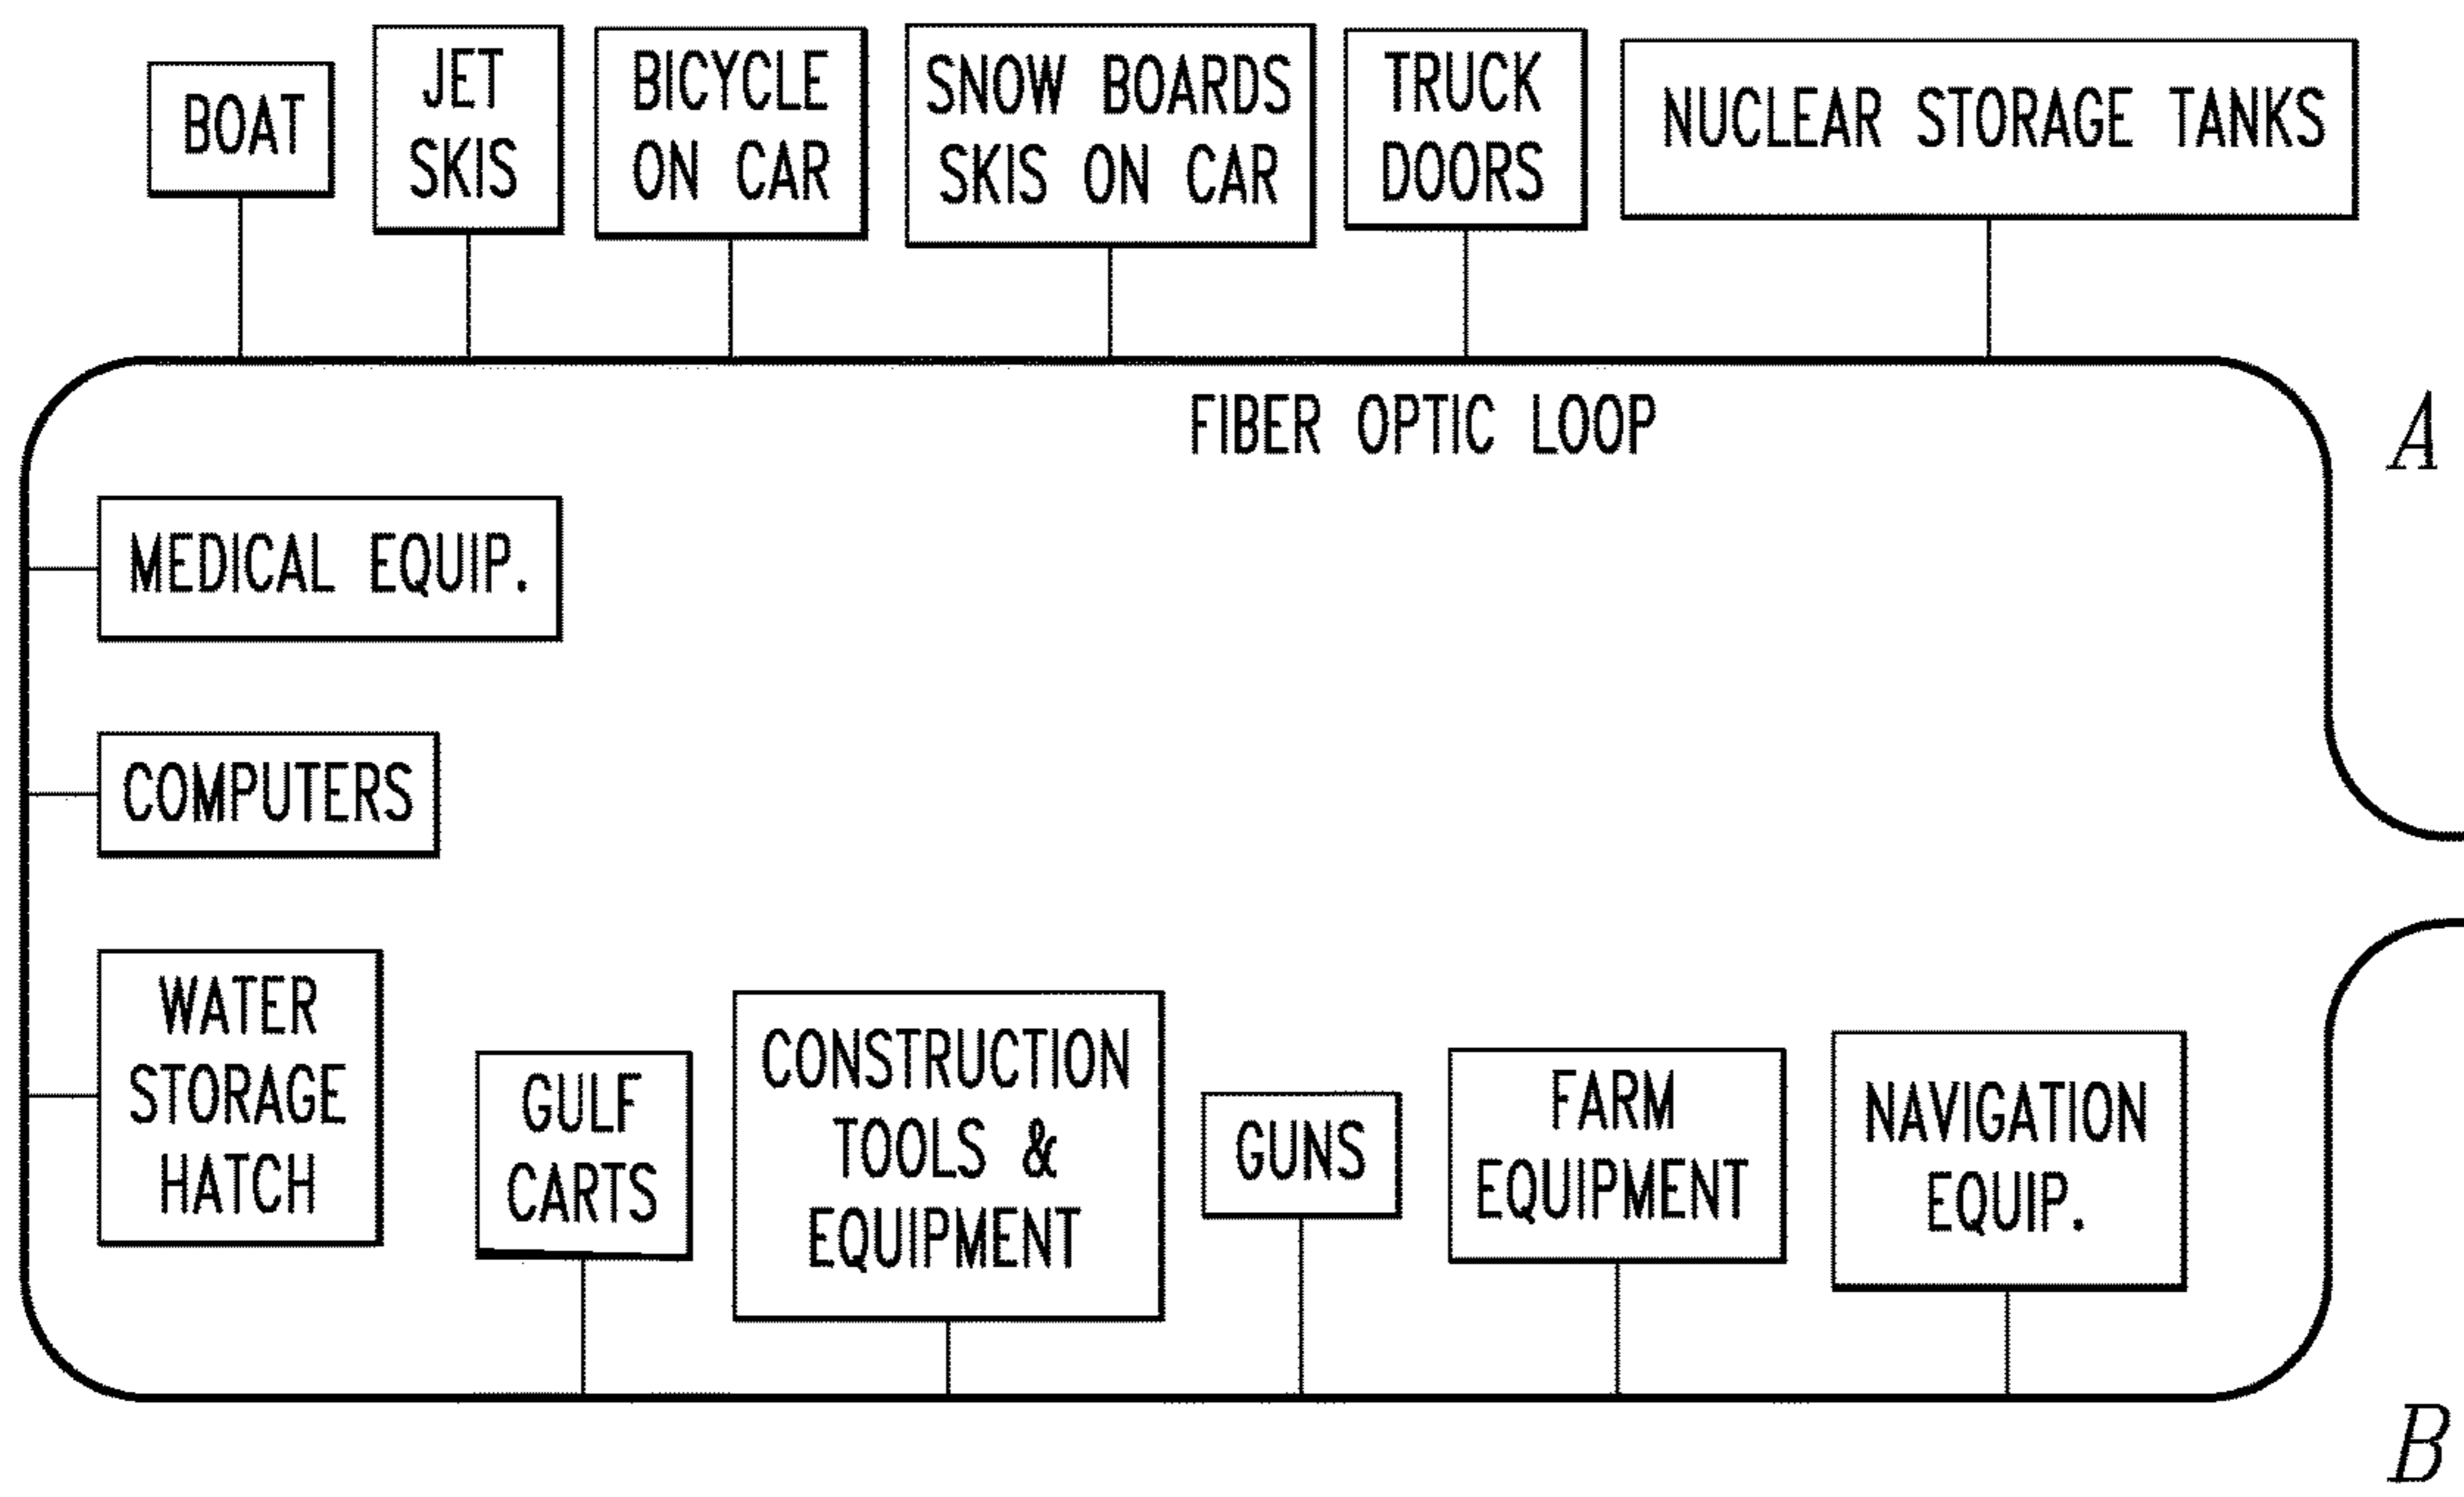 BOAT
JET
SKIS
BICYCLE
ON CAR
SNOW BOARDS
SKIS ON CAR
TRUCK
DOORS
NUCLEAR STORAGE TANKS
FIBER OPTIC LOOP
A
MEDICAL EQUIP.
COMPUTERS
WATER
STORAGE
HATCH
GULF
CARTS
CONSTRUCTION
TOOLS &
EQUIPMENT
GUNS
FARM
EQUIPMENT
NAVIGATION
EQUIP.
B